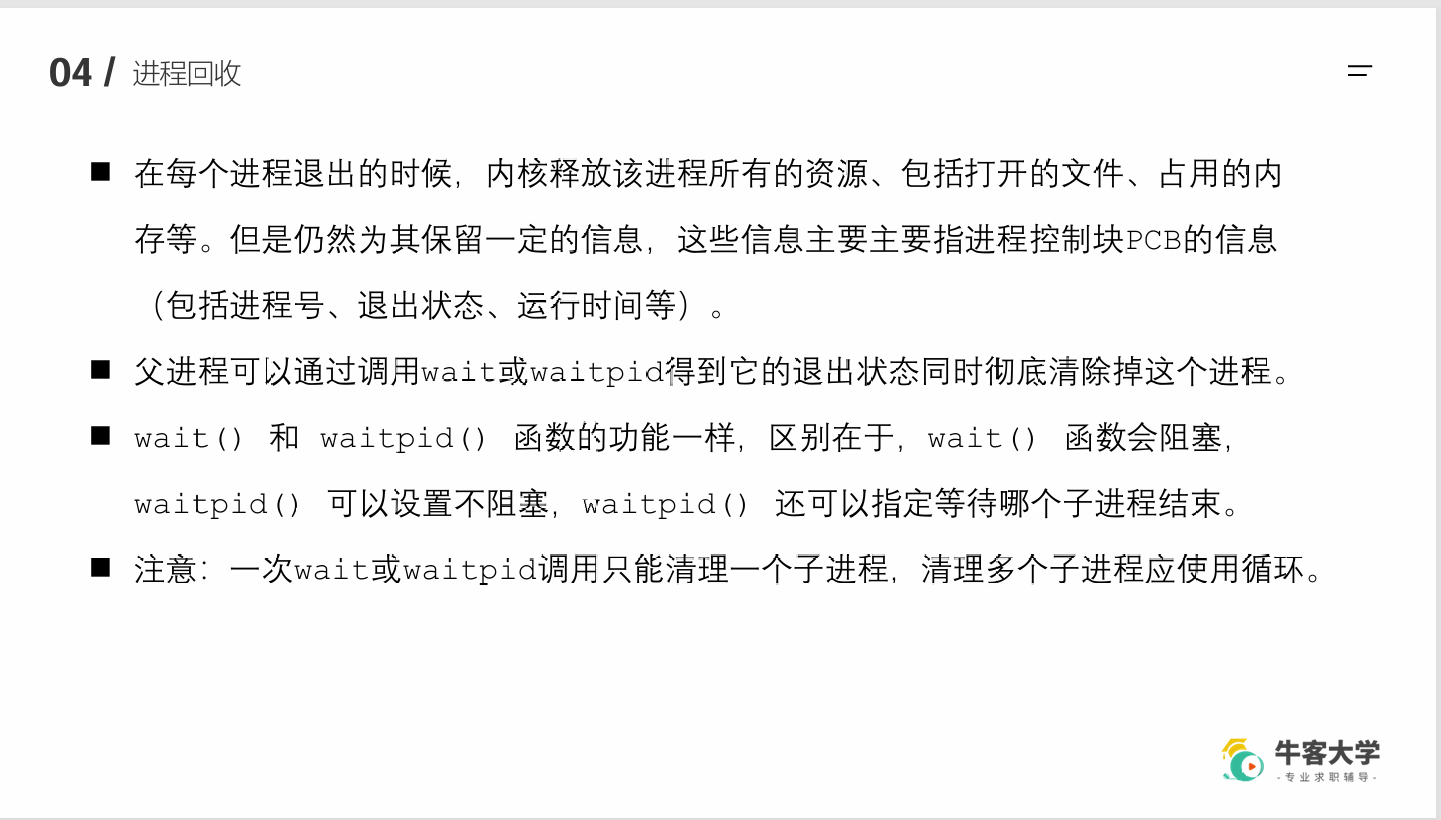 04 / 进程回收
■ 在每个进程退出的时候，内核释放该进程所有的资源、包括打开的文件、占用的内
存等。但是仍然为其保留一定的信息，这些信息主要主要指进程控制块PCB的信息
（包括进程号、退出状态、运行时间等）。
■ 父进程可以通过调用wait或waitpid得到它的退出状态同时彻底清除掉这个进程。
■ wait() 和 waitpid() 函数的功能一样，区别在于，wait() 函数会阻塞，
waitpid() 可以设置不阻塞，waitpid() 还可以指定等待哪个子进程结束。
■ 注意：一次wait或waitpid调用只能清理一个子进程，清理多个子进程应使用循环。
牛客大学
-专业求职辅导-